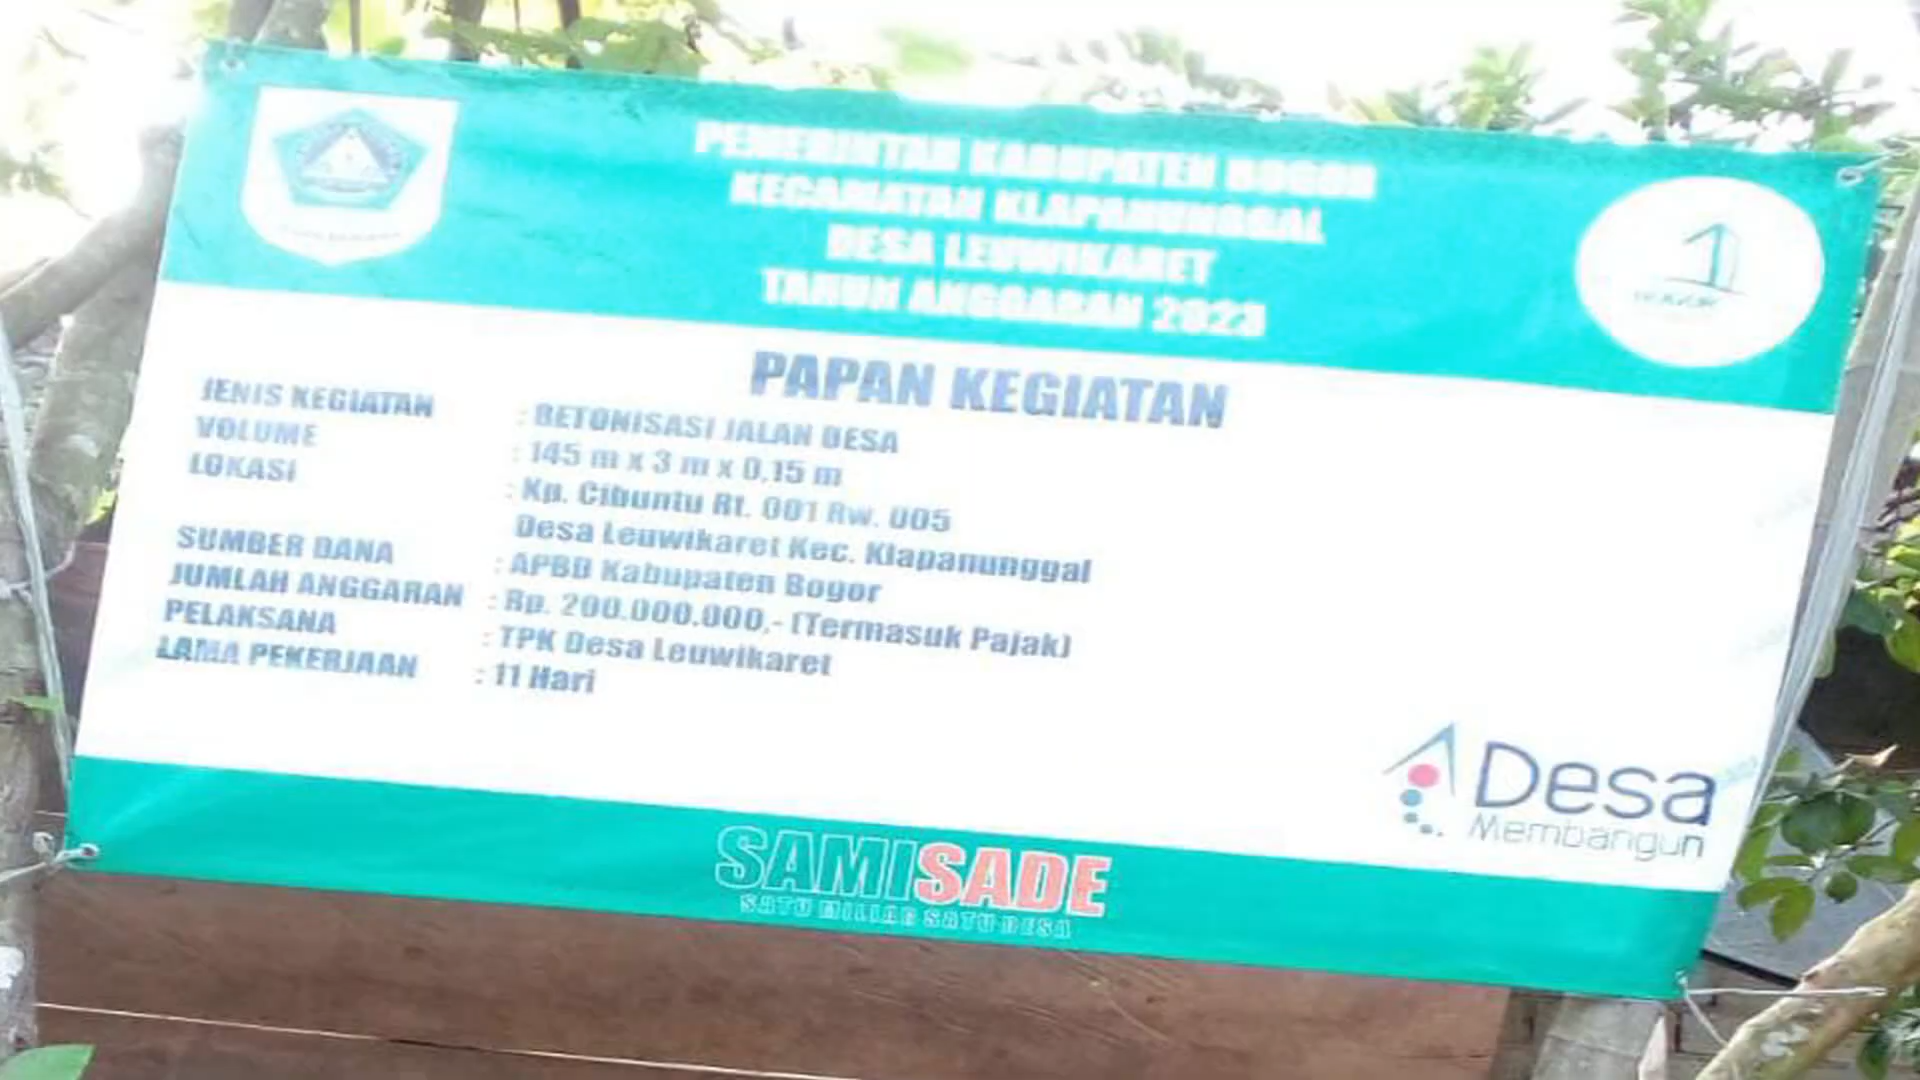 PEMERINTAH KABUPATEN BOGOR
KECAMATAN KLAPANUNGGAL
DESA LEUWIKARET
TAHUN ANGGARAN 2023
PAPAN KEGIATAN
JENIS KEGIATAN : BETONISASI JALAN DESA
VOLUME : 145 m x 3 m x 0,15 m
LOKASI : Kp. Cibuntu Rt. 001 Rw. 005
Desa Leuwikaret Kec. Klapanunggal
SUMBER DANA : APBD Kabupaten Bogor
JUMLAH ANGGARAN : Rp. 200.000.000,- (Termasuk Pajak)
PELAKSANA : TPK Desa Leuwikaret
LAMA PEKERJAAN : 11 Hari
Desa
Membangun
SAMISADE
SATU MILIAR SATU DESA